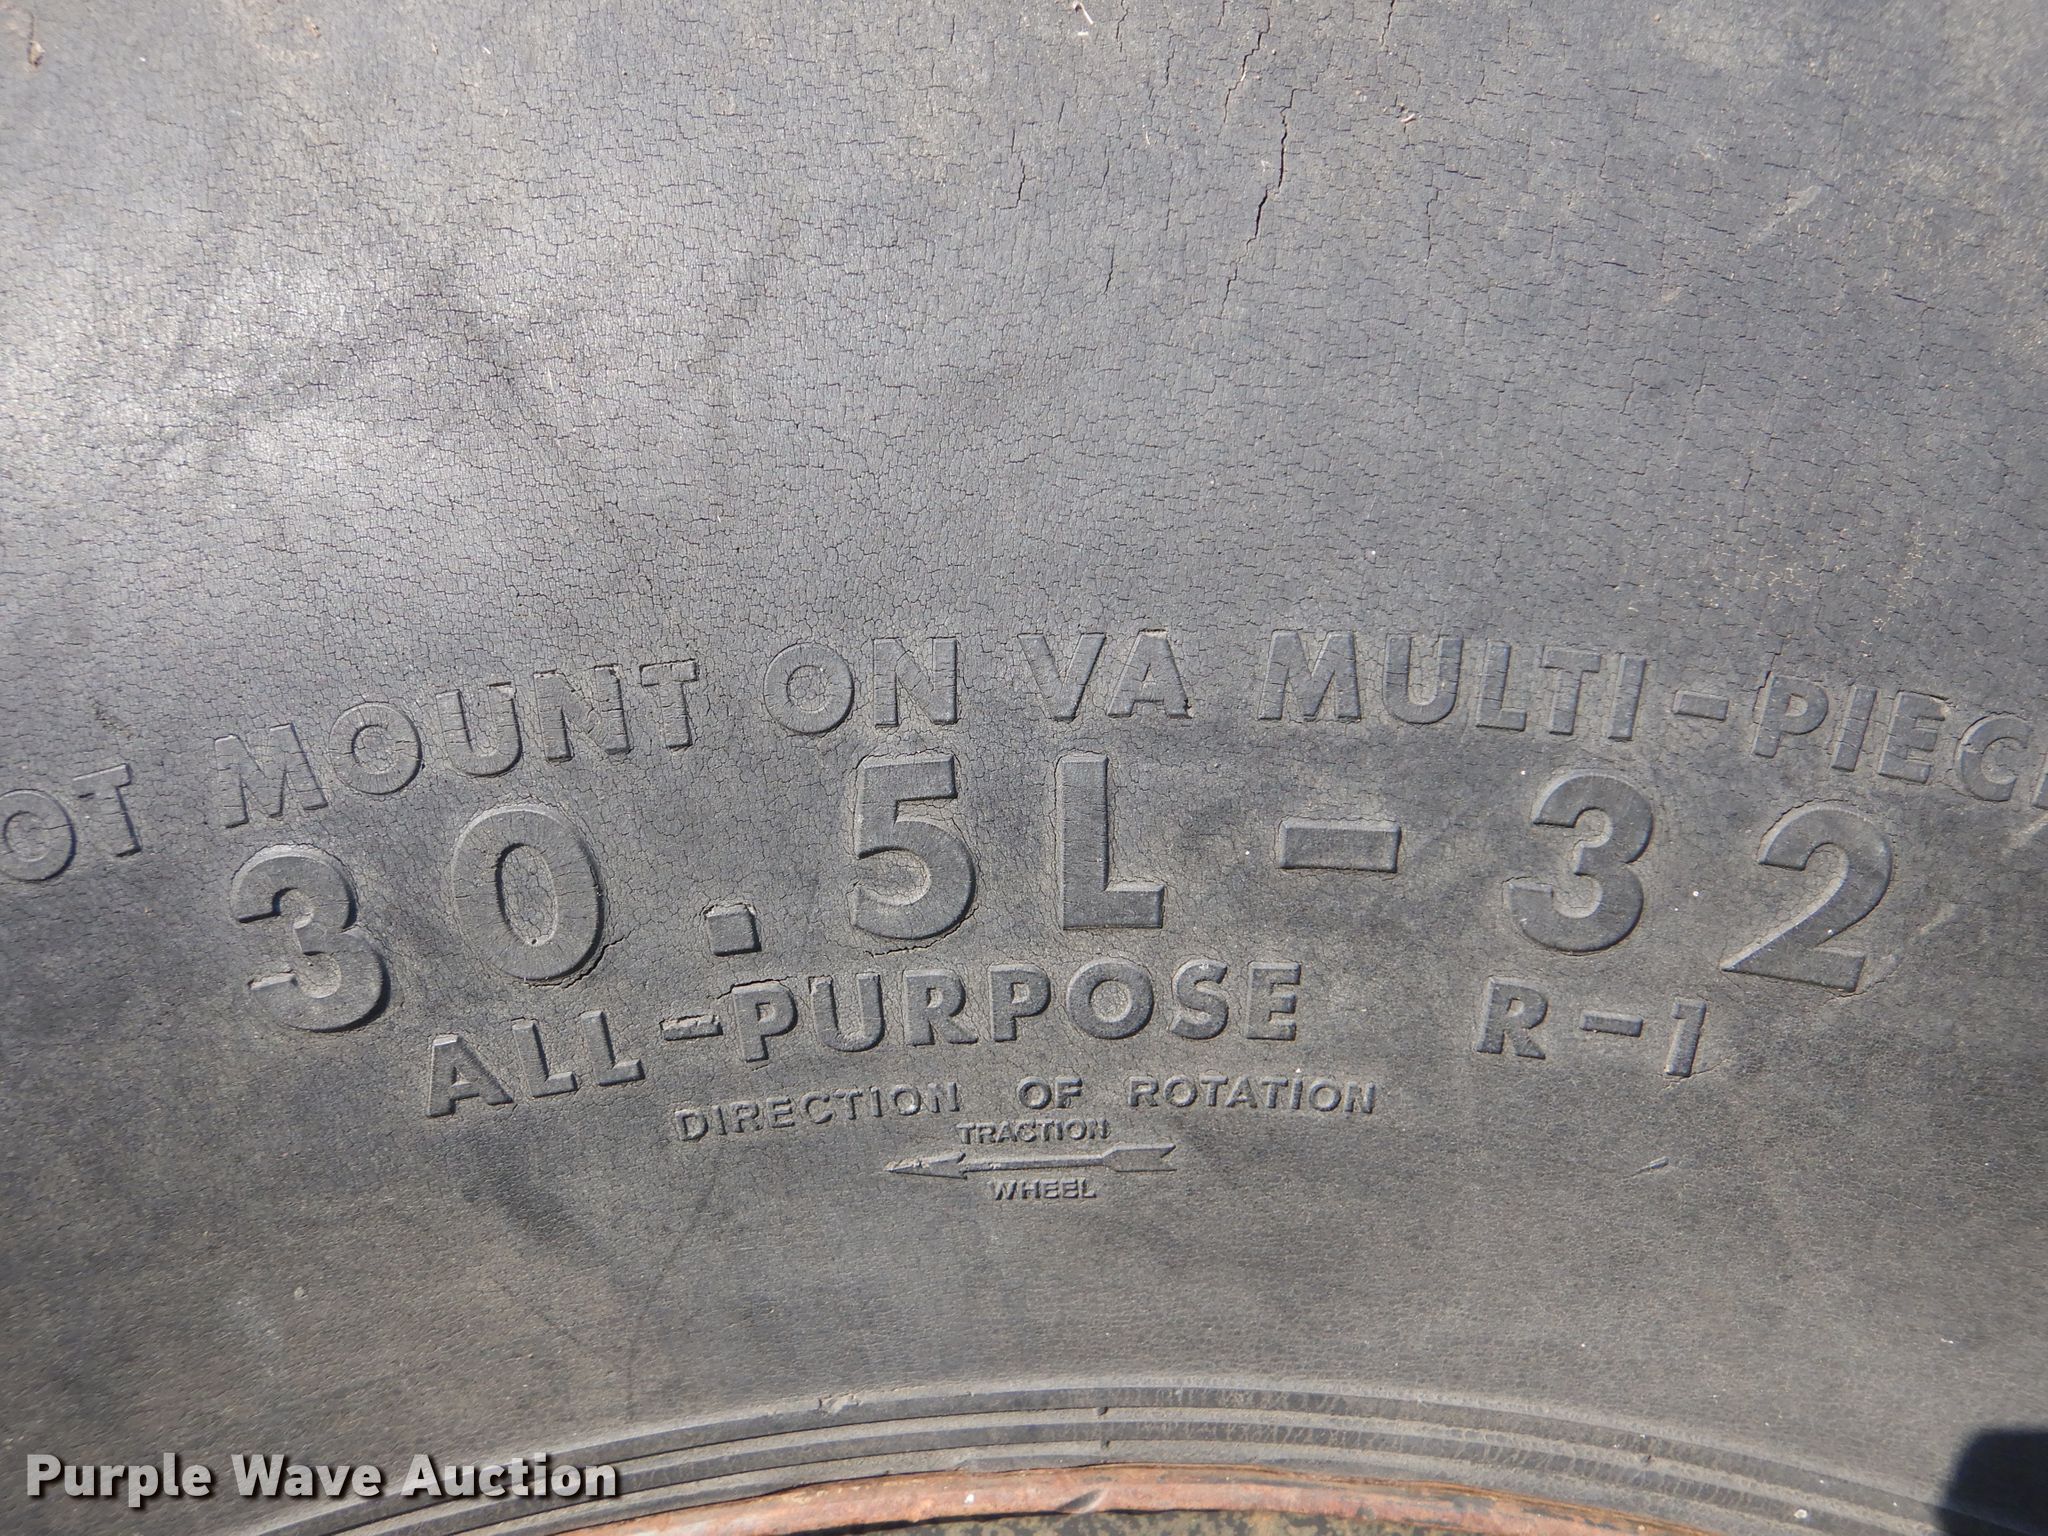 OT MOUNT ON VA MULTI-PIEC
30.5L-32
ALL-PURPOSE R-1
DIRECTION OF ROTATION
TRACTION
WHEEL
Purple Wave Auction